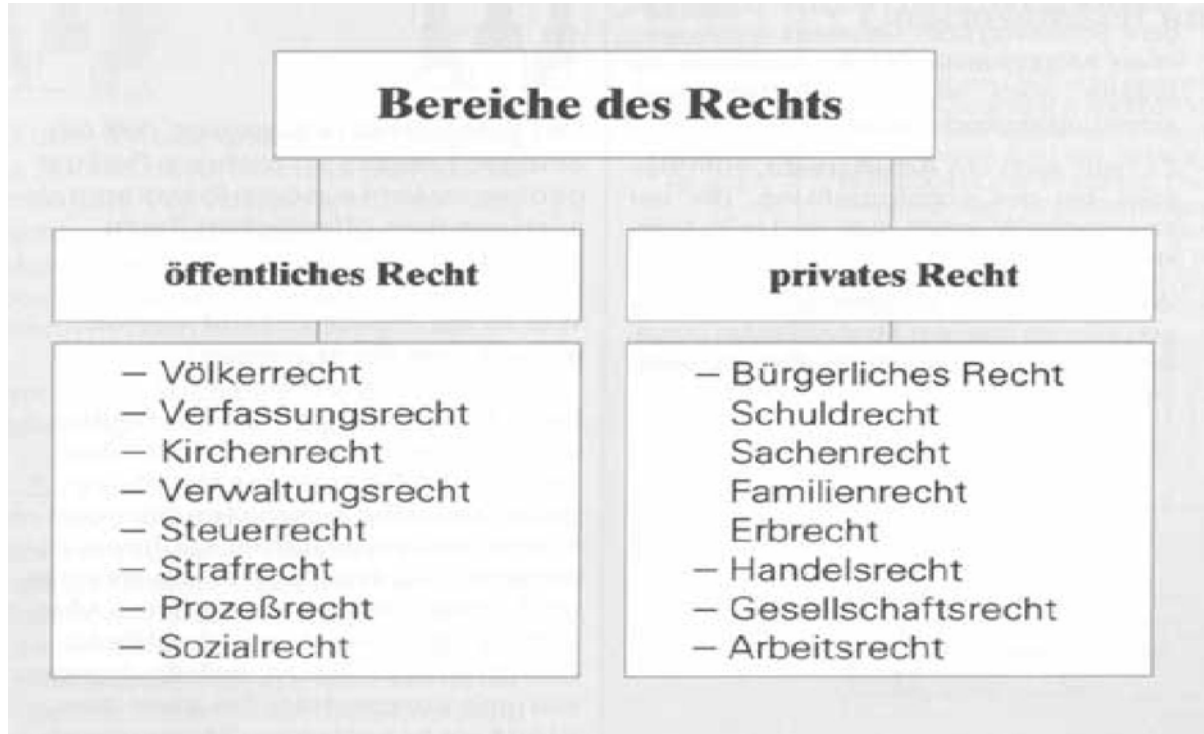 Bereiche des Rechts
öffentliches Recht
– Völkerrecht
– Verfassungsrecht
– Kirchenrecht
– Verwaltungsrecht
– Steuerrecht
– Strafrecht
– Prozeßrecht
– Sozialrecht
privates Recht
– Bürgerliches Recht
Schuldrecht
Sachenrecht
Familienrecht
Erbrecht
– Handelsrecht
– Gesellschaftsrecht
– Arbeitsrecht